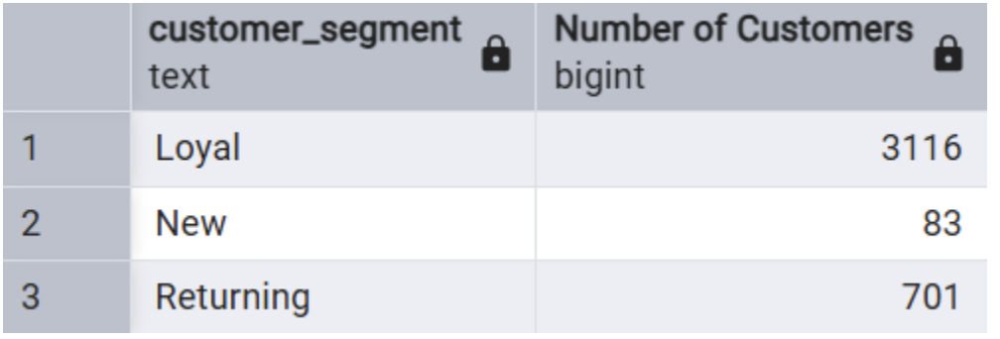 customer_segment Number of Customers
text bigint
1 Loyal 3116
2 New 83
3 Returning 701